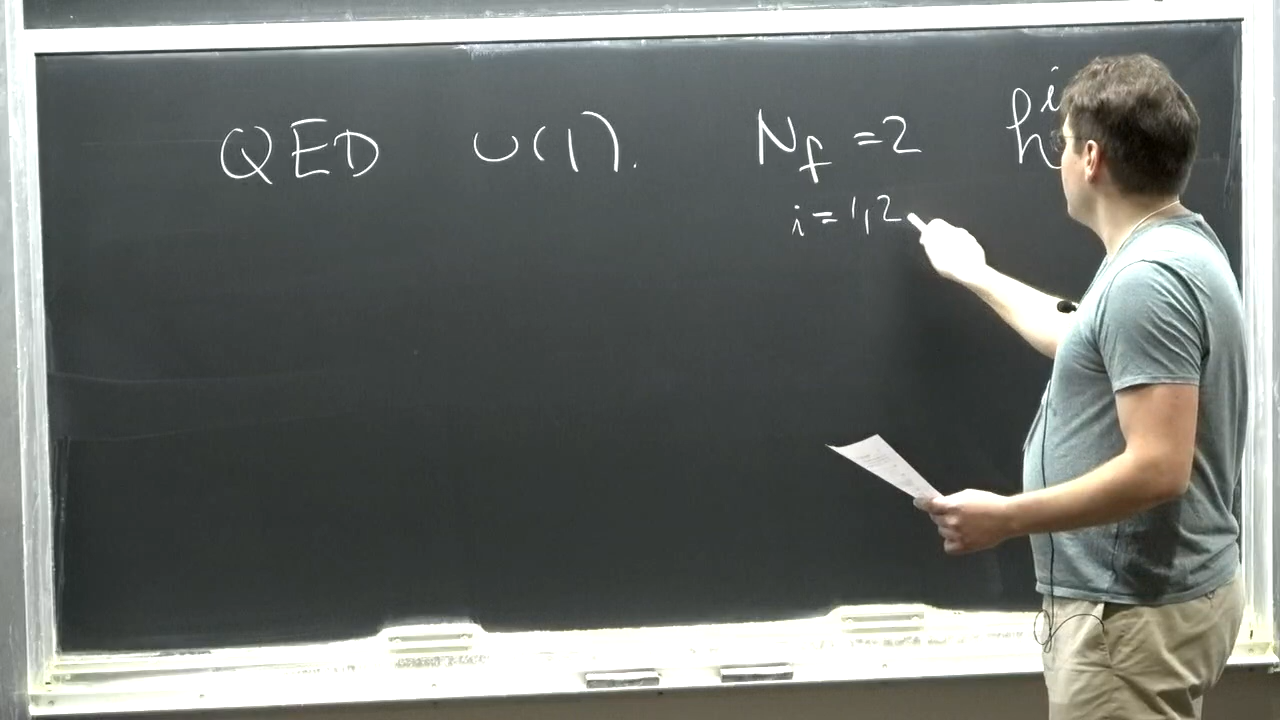 QED U(1). N_f = 2 h^i
i = 1, 2